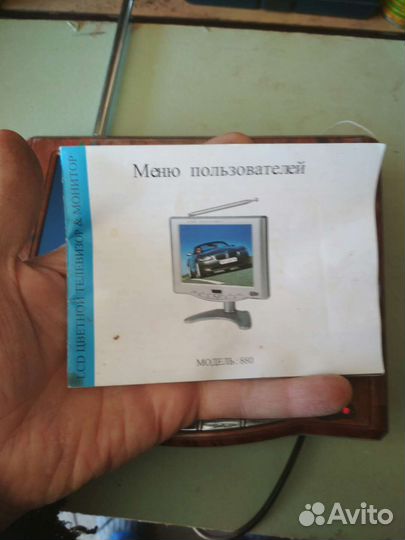 Меню пользователей
LCD ЦВЕТНОЙ ТЕЛЕВИЗОР & МОНИТОР
МОДЕЛЬ: 880
Avito